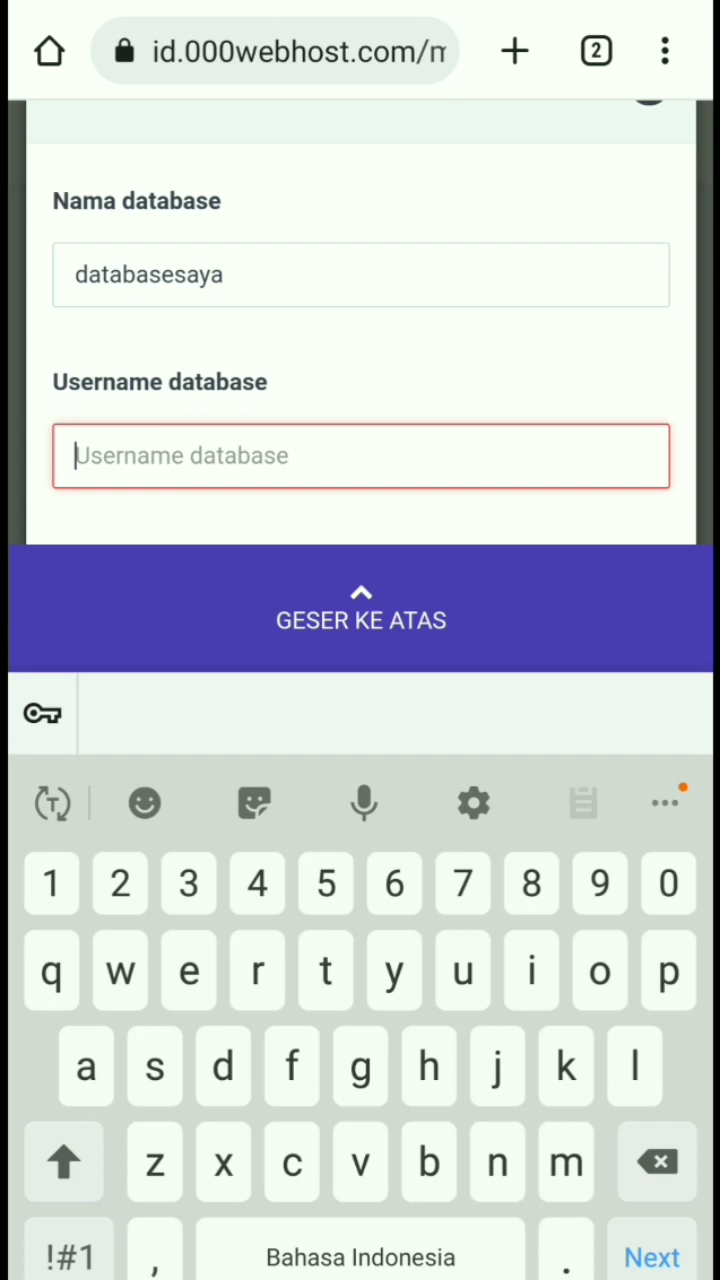 id.000webhost.com/m
2
Nama database
databasesaya
Username database
Username database
GESER KE ATAS
T
1 2 3 4 5 6 7 8 9 0
q w e r t y u i o p
a s d f g h j k l
z x c v b n m
!#1 , Bahasa Indonesia . Next